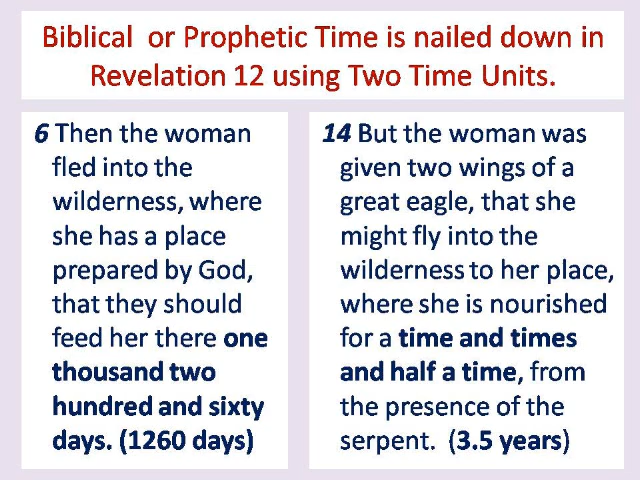 Biblical or Prophetic Time is nailed down in
Revelation 12 using Two Time Units.
6 Then the woman
fled into the
wilderness, where
she has a place
prepared by God,
that they should
feed her there one
thousand two
hundred and sixty
days. (1260 days)
14 But the woman was
given two wings of a
great eagle, that she
might fly into the
wilderness to her place,
where she is nourished
for a time and times
and half a time, from
the presence of the
serpent. (3.5 years)